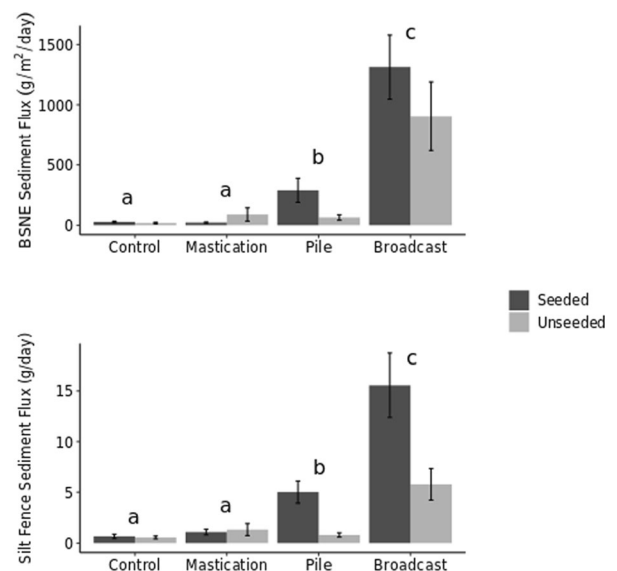 BSNE Sediment Flux (g/m²/day)
1500
1000
500
0
a
a
b
c
Control Mastication Pile Broadcast
Seeded
Unseeded
Silt Fence Sediment Flux (g/day)
15
10
5
0
a
a
b
c
Control Mastication Pile Broadcast